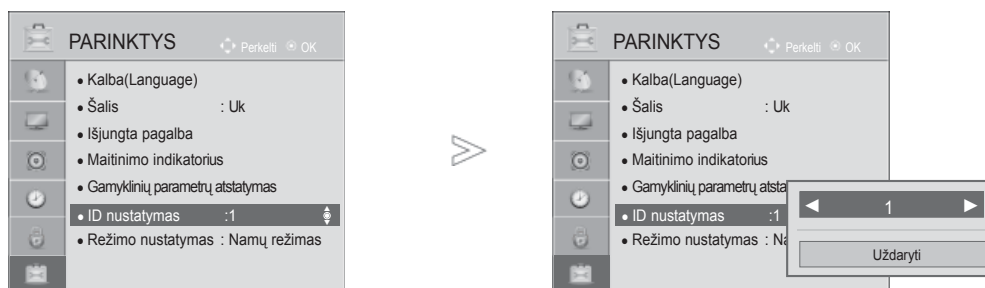 PARINKTYS Perkelti OK
• Kalba(Language)
• Šalis : Uk
• Išjungta pagalba
• Maitinimo indikatorius
• Gamyklinių parametrų atstatymas
• ID nustatymas :1
• Režimo nustatymas : Namų režimas
PARINKTYS Perkelti OK
• Kalba(Language)
• Šalis : Uk
• Išjungta pagalba
• Maitinimo indikatorius
• Gamyklinių parametrų atsta
• ID nustatymas :1
• Režimo nustatymas : Na
◀ 1 ▶
Uždaryti